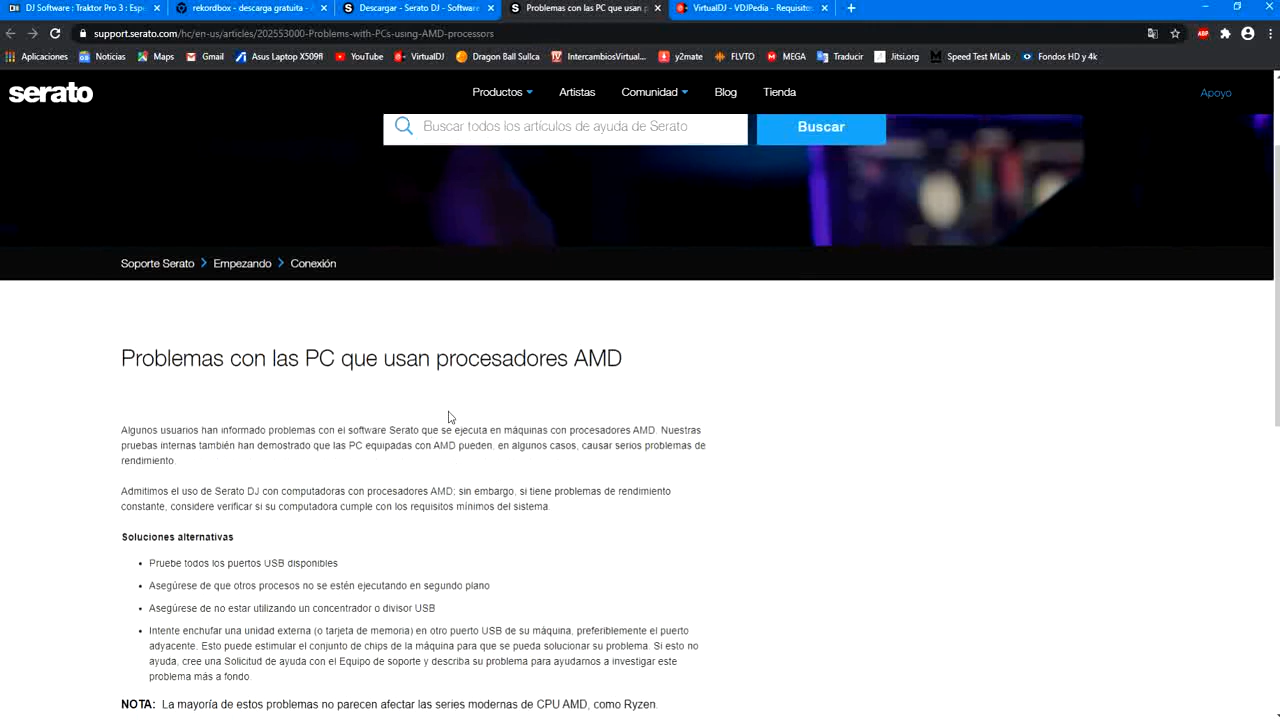 DJ Software : Traktor Pro 3 : Espe
rekordbox - descarga gratuita - A
Descargar - Serato DJ - Software
Problemas con las PC que usan p
VirtualDJ - VDJPedia - Requisitos
support.serato.com/hc/en-us/articles/202553000-Problems-with-PCs-using-AMD-processors
Aplicaciones Noticias Maps Gmail Asus Laptop X509fl YouTube VirtualDJ Dragon Ball Sullca IntercambiosVirtual... y2mate FLVTO MEGA Traducir Jitsi.org Speed Test MLab Fondos HD y 4k
serato Productos Artistas Comunidad Blog Tienda Apoyo
Buscar todos los artículos de ayuda de Serato Buscar
Soporte Serato > Empezando > Conexión
Problemas con las PC que usan procesadores AMD
Algunos usuarios han informado problemas con el software Serato que se ejecuta en máquinas con procesadores AMD. Nuestras
pruebas internas también han demostrado que las PC equipadas con AMD pueden, en algunos casos, causar serios problemas de
rendimiento.
Admitimos el uso de Serato DJ con computadoras con procesadores AMD; sin embargo, si tiene problemas de rendimiento
constante, considere verificar si su computadora cumple con los requisitos mínimos del sistema.
Soluciones alternativas
• Pruebe todos los puertos USB disponibles
• Asegúrese de que otros procesos no se estén ejecutando en segundo plano
• Asegúrese de no estar utilizando un concentrador o divisor USB
• Intente enchufar una unidad externa (o tarjeta de memoria) en otro puerto USB de su máquina, preferiblemente el puerto
adyacente. Esto puede estimular el conjunto de chips de la máquina para que se pueda solucionar su problema. Si esto no
ayuda, cree una Solicitud de ayuda con el Equipo de soporte y describa su problema para ayudarnos a investigar este
problema más a fondo.
NOTA: La mayoría de estos problemas no parecen afectar las series modernas de CPU AMD, como Ryzen.